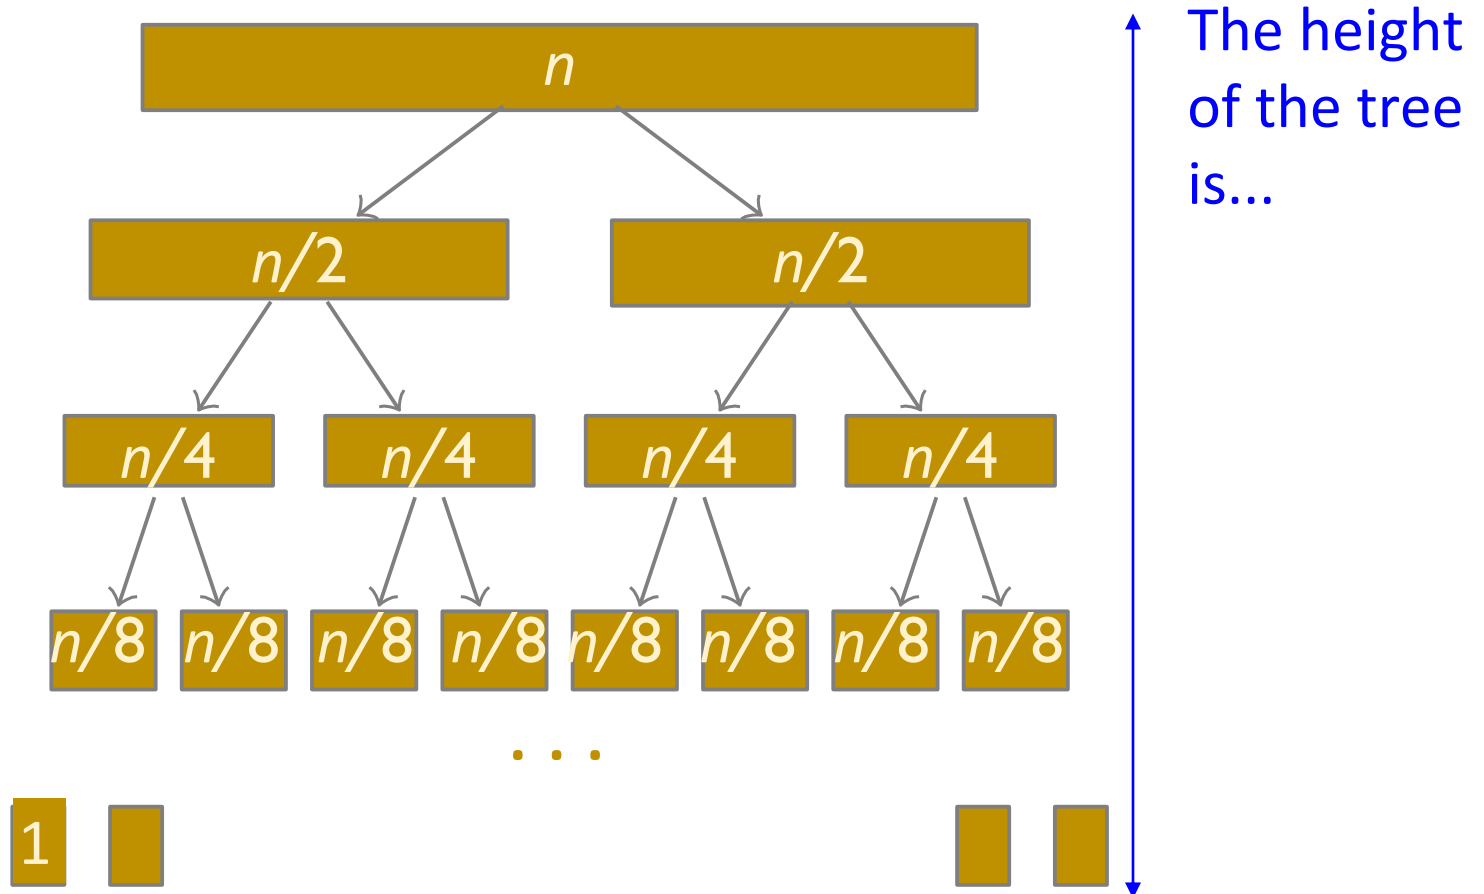 n
The height
of the tree
is...
n/2 n/2
n/4 n/4 n/4 n/4
n/8 n/8 n/8 n/8 n/8 n/8 n/8 n/8
. . .
1